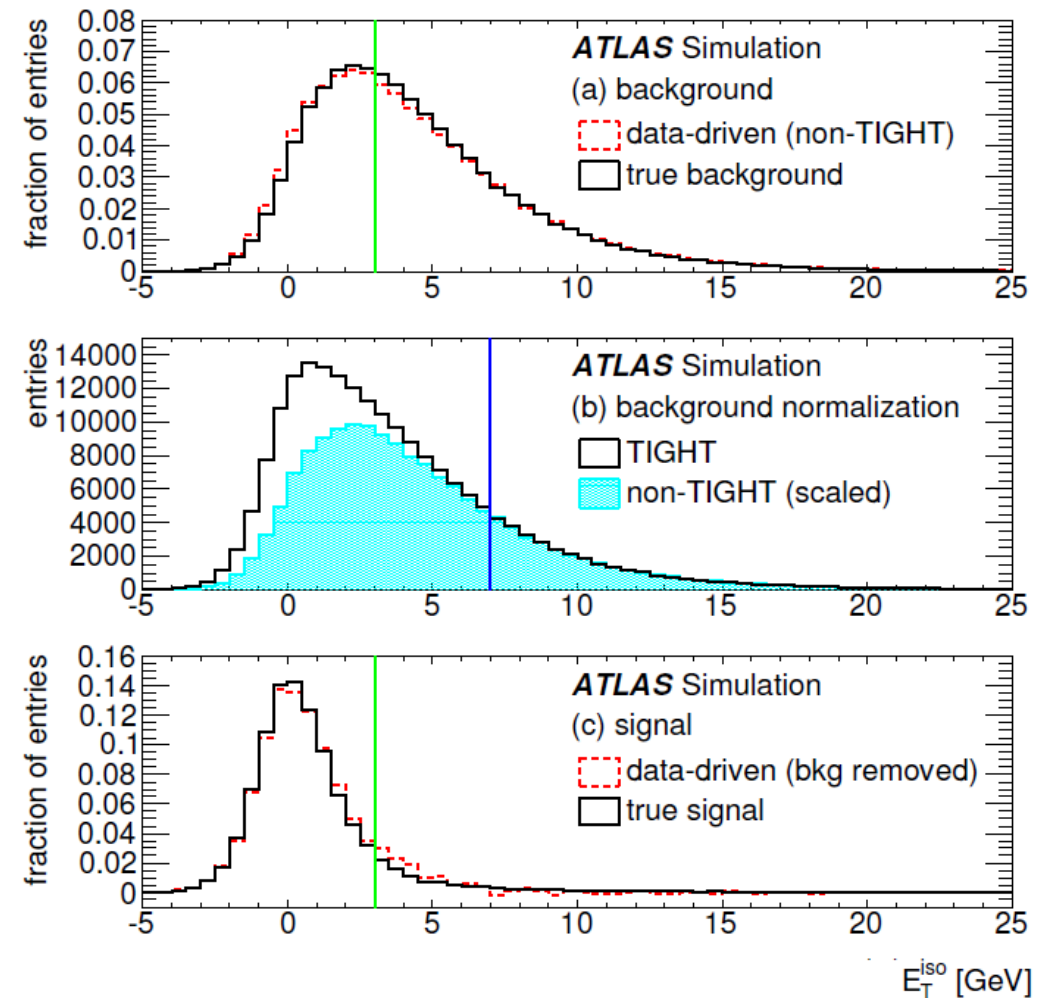 0.08
0.07
0.06
0.05
0.04
0.03
0.02
0.01
0
fraction of entries
ATLAS Simulation
(a) background
data-driven (non-TIGHT)
true background
-5 0 5 10 15 20 25
14000
12000
10000
8000
6000
4000
2000
0
entries
ATLAS Simulation
(b) background normalization
TIGHT
non-TIGHT (scaled)
-5 0 5 10 15 20 25
0.16
0.14
0.12
0.1
0.08
0.06
0.04
0.02
0
fraction of entries
ATLAS Simulation
(c) signal
data-driven (bkg removed)
true signal
-5 0 5 10 15 20 25
E_T^iso [GeV]